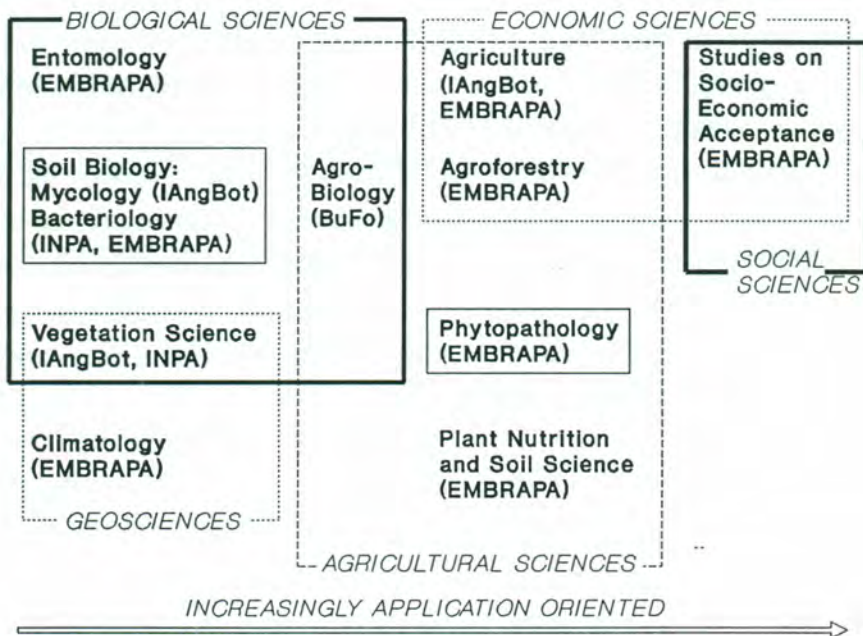 BIOLOGICAL SCIENCES
ECONOMIC SCIENCES
Entomology
(EMBRAPA)
Soil Biology:
Mycology (IAngBot)
Bacteriology
(INPA, EMBRAPA)
Vegetation Science
(IAngBot, INPA)
Climatology
(EMBRAPA)
GEOSCIENCES
Agro-
Biology
(BuFo)
Agriculture
(IAngBot,
EMBRAPA)
Agroforestry
(EMBRAPA)
Phytopathology
(EMBRAPA)
Plant Nutrition
and Soil Science
(EMBRAPA)
AGRICULTURAL SCIENCES
Studies on
Socio-
Economic
Acceptance
(EMBRAPA)
SOCIAL
SCIENCES
INCREASINGLY APPLICATION ORIENTED